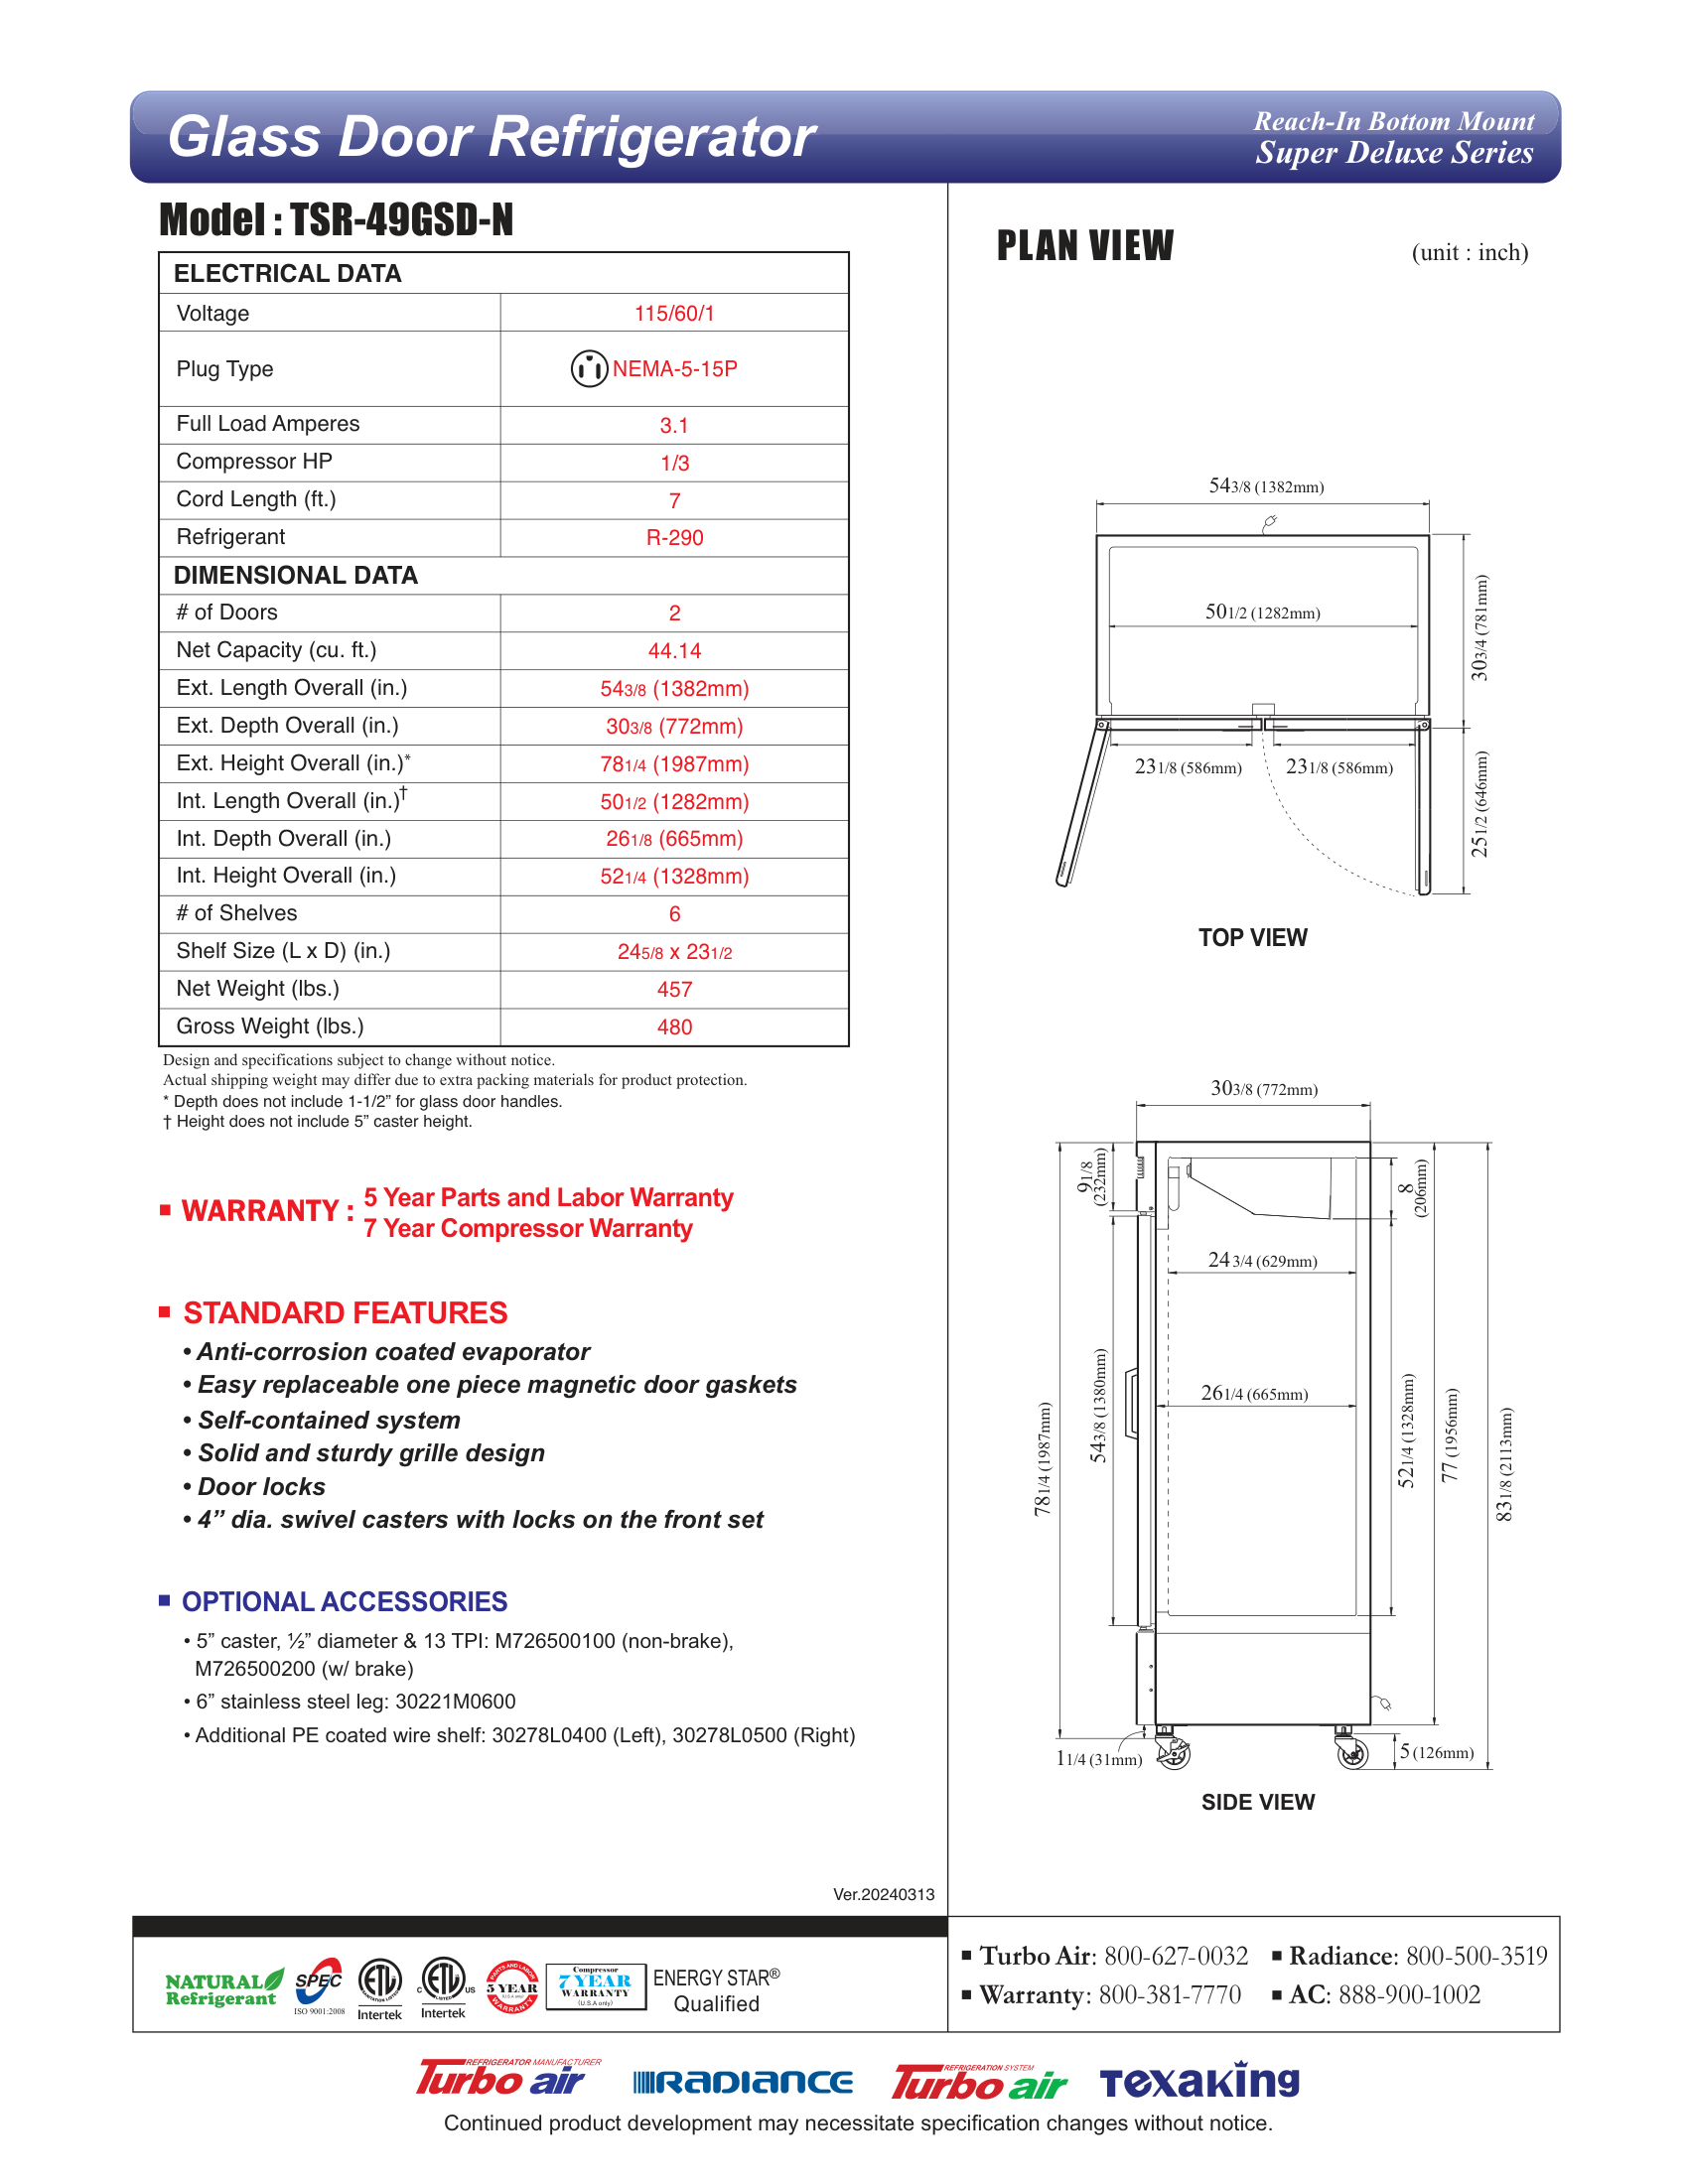 Glass Door Refrigerator
Reach-In Bottom Mount
Super Deluxe Series
Model : TSR-49GSD-N
ELECTRICAL DATA
Voltage 115/60/1
Plug Type NEMA-5-15P
Full Load Amperes 3.1
Compressor HP 1/3
Cord Length (ft.) 7
Refrigerant R-290
DIMENSIONAL DATA
# of Doors 2
Net Capacity (cu. ft.) 44.14
Ext. Length Overall (in.) 54 3/8 (1382mm)
Ext. Depth Overall (in.) 30 3/8 (772mm)
Ext. Height Overall (in.)* 78 1/4 (1987mm)
Int. Length Overall (in.)† 50 1/2 (1282mm)
Int. Depth Overall (in.) 26 1/8 (665mm)
Int. Height Overall (in.) 52 1/4 (1328mm)
# of Shelves 6
Shelf Size (L x D) (in.) 24 5/8 x 23 1/2
Net Weight (lbs.) 457
Gross Weight (lbs.) 480
Design and specifications subject to change without notice.
Actual shipping weight may differ due to extra packing materials for product protection.
* Depth does not include 1-1/2” for glass door handles.
† Height does not include 5” caster height.
■ WARRANTY : 5 Year Parts and Labor Warranty
7 Year Compressor Warranty
■ STANDARD FEATURES
• Anti-corrosion coated evaporator
• Easy replaceable one piece magnetic door gaskets
• Self-contained system
• Solid and sturdy grille design
• Door locks
• 4” dia. swivel casters with locks on the front set
■ OPTIONAL ACCESSORIES
• 5” caster, ½” diameter & 13 TPI: M726500100 (non-brake),
M726500200 (w/ brake)
• 6” stainless steel leg: 30221M0600
• Additional PE coated wire shelf: 30278L0400 (Left), 30278L0500 (Right)
Ver.20240313
PLAN VIEW
(unit : inch)
54 3/8 (1382mm)
50 1/2 (1282mm)
30 3/4 (781mm)
23 1/8 (586mm)
23 1/8 (586mm)
25 1/2 (646mm)
TOP VIEW
30 3/8 (772mm)
9 1/8
(232mm)
8
(206mm)
24 3/4 (629mm)
54 3/8 (1380mm)
26 1/4 (665mm)
78 1/4 (1987mm)
52 1/4 (1328mm)
77 (1956mm)
83 1/8 (2113mm)
1 1/4 (31mm)
5 (126mm)
SIDE VIEW
NATURAL
Refrigerant
SPEC
ISO 9001:2008
ETL
Intertek
C ETL US
LISTED
Intertek
PARTS AND LABOR
5 YEAR
WARRANTY
Compressor
7 YEAR
WARRANTY
(U.S.A only)
ENERGY STAR®
Qualified
■ Turbo Air: 800-627-0032 ■ Radiance: 800-500-3519
■ Warranty: 800-381-7770 ■ AC: 888-900-1002
REFRIGERATOR MANUFACTURER
Turbo air
RADIANCE
REFRIGERATION SYSTEM
Turbo air
Texaking
Continued product development may necessitate specification changes without notice.